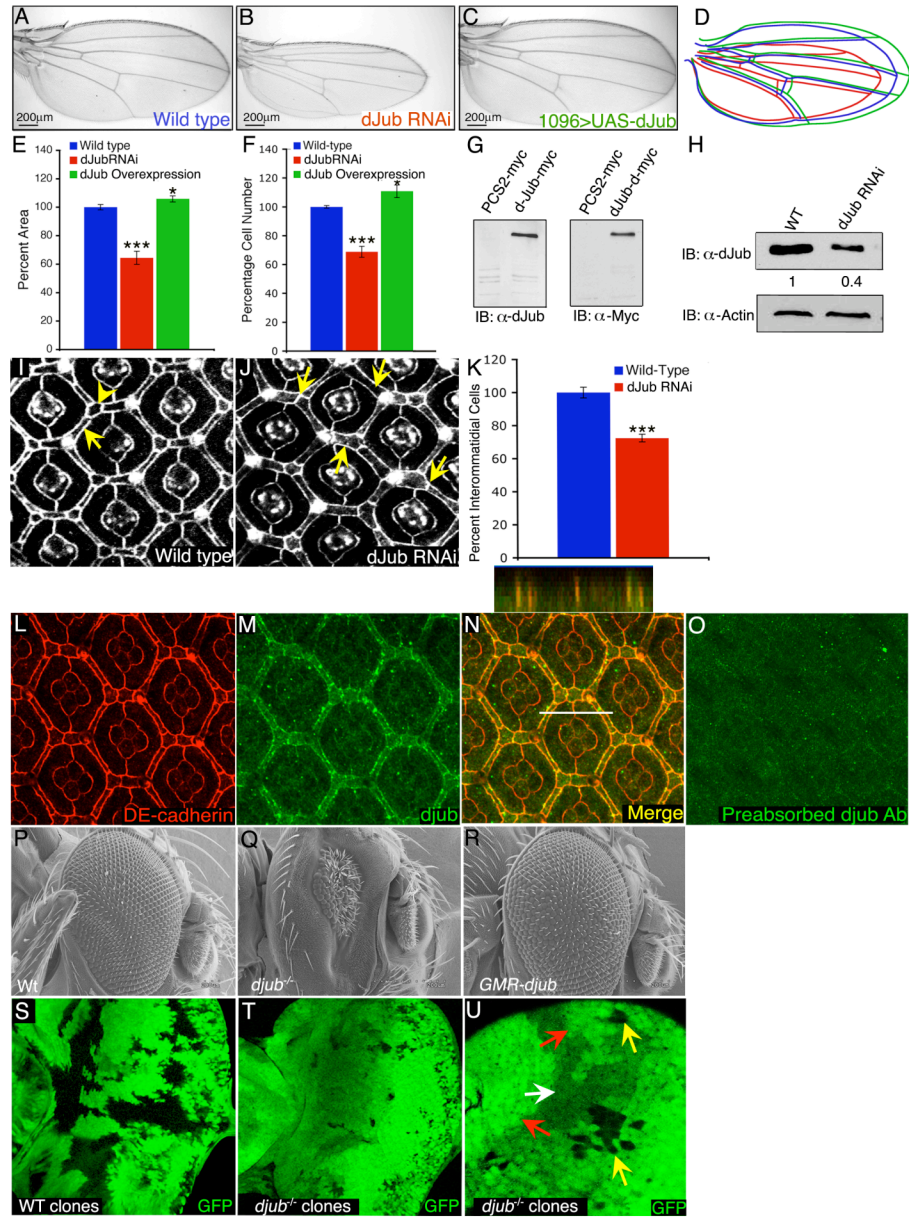 A
200μm
Wild type
B
200μm
dJub RNAi
C
200μm
1096>UAS-dJub
D
E
Wild type
dJubRNAi
dJub Overexpression
Percent Area
120
100
80
60
40
20
0
***
*
F
Wild-type
dJubRNAi
dJub Overexpression
Percentage Cell Number
140
120
100
80
60
40
20
0
***
*
G
PCS2-myc
d-Jub-myc
IB: α-dJub
PCS2-myc
dJub-d-myc
IB: α-Myc
H
WT
dJub RNAi
IB: α-dJub
1 0.4
IB: α-Actin
I
Wild type
J
dJub RNAi
K
Wild-Type
dJub RNAi
Percent Interommatidial Cells
120
100
80
60
40
20
0
***
L
DE-cadherin
M
djub
N
Merge
O
Preabsorbed djub Ab
P
Wt
Q
djub-/-
R
GMR-djub
S
WT clones
GFP
T
djub-/- clones
GFP
U
djub-/- clones
GFP